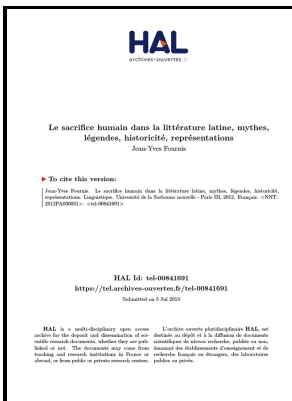 HAL
archives-ouvertes.fr
Le sacrifice humain dans la littérature latine, mythes,
légendes, historicité, représentations
Jean-Yves Fournis
▶ To cite this version:
Jean-Yves Fournis. Le sacrifice humain dans la littérature latine, mythes, légendes, historicité,
représentations. Linguistique. Université de la Sorbonne nouvelle - Paris III, 2012. Français. <NNT :
2012PA030031>. <tel-00841691>
HAL Id: tel-00841691
https://tel.archives-ouvertes.fr/tel-00841691
Submitted on 5 Jul 2013
HAL is a multi-disciplinary open access
archive for the deposit and dissemination of sci-
entific research documents, whether they are pub-
lished or not. The documents may come from
teaching and research institutions in France or
abroad, or from public or private research centers.
L'archive ouverte pluridisciplinaire HAL, est
destinée au dépôt et à la diffusion de documents
scientifiques de niveau recherche, publiés ou non,
émanant des établissements d'enseignement et de
recherche français ou étrangers, des laboratoires
publics ou privés.